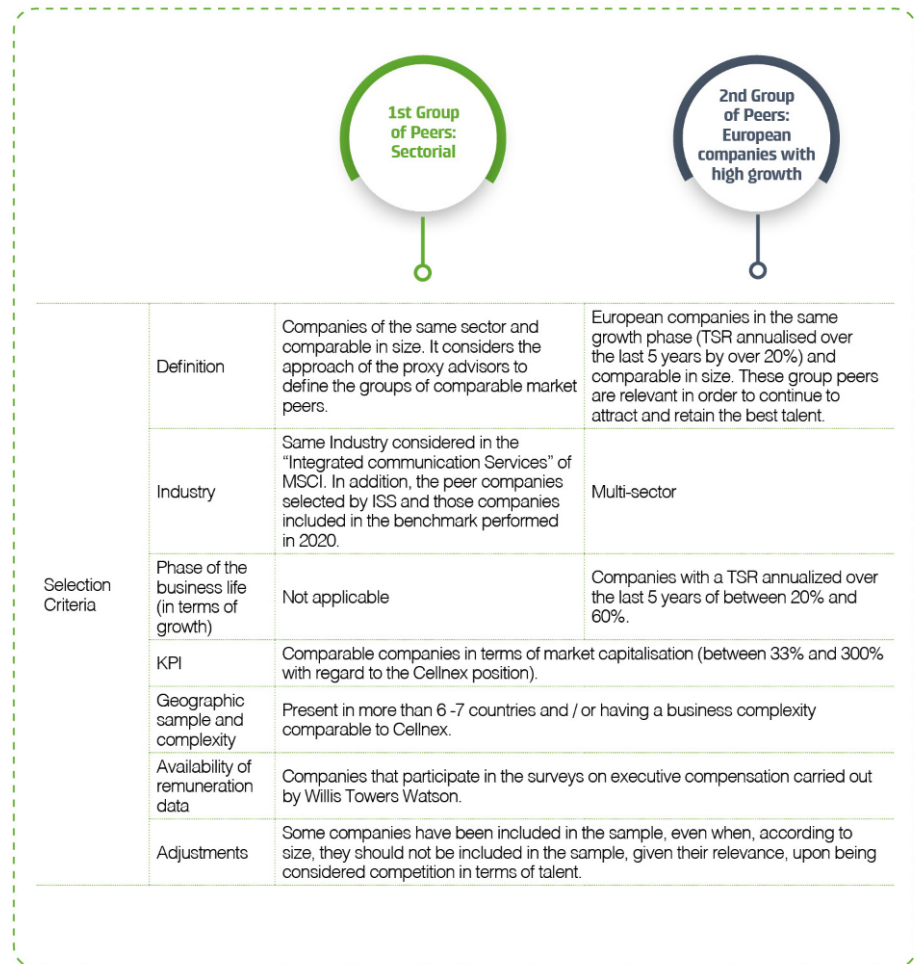 1st Group
of Peers:
Sectorial
2nd Group
of Peers:
European
companies with
high growth
Selection
Criteria
Definition
Companies of the same sector and
comparable in size. It considers the
approach of the proxy advisors to
define the groups of comparable market
peers.
European companies in the same
growth phase (TSR annualised over
the last 5 years by over 20%) and
comparable in size. These group peers
are relevant in order to continue to
attract and retain the best talent.
Industry
Same Industry considered in the
“Integrated communication Services” of
MSCI. In addition, the peer companies
selected by ISS and those companies
included in the benchmark performed
in 2020.
Multi-sector
Phase of the
business life
(in terms of
growth)
Not applicable
Companies with a TSR annualized over
the last 5 years of between 20% and
60%.
KPI
Comparable companies in terms of market capitalisation (between 33% and 300%
with regard to the Cellnex position).
Geographic
sample and
complexity
Present in more than 6 -7 countries and / or having a business complexity
comparable to Cellnex.
Availability of
remuneration
data
Companies that participate in the surveys on executive compensation carried out
by Willis Towers Watson.
Adjustments
Some companies have been included in the sample, even when, according to
size, they should not be included in the sample, given their relevance, upon being
considered competition in terms of talent.